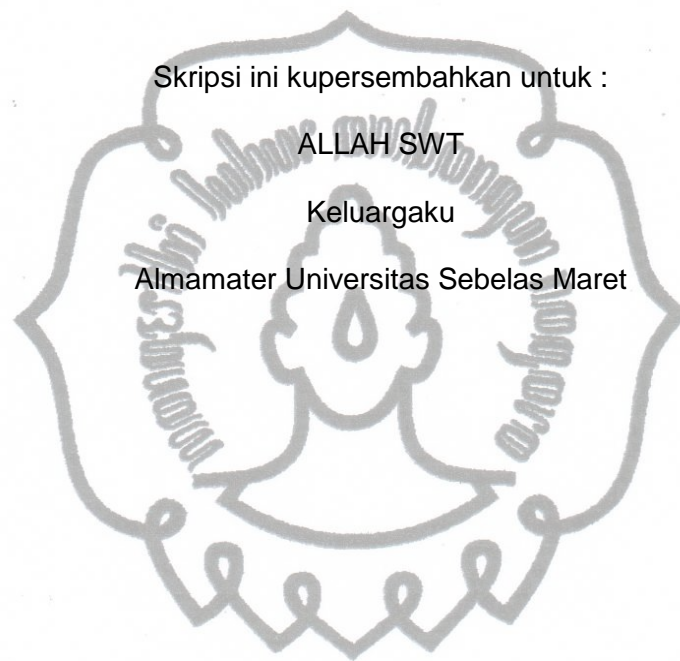 Skripsi ini kupersembahkan untuk :
ALLAH SWT
Keluargaku
Almamater Universitas Sebelas Maret